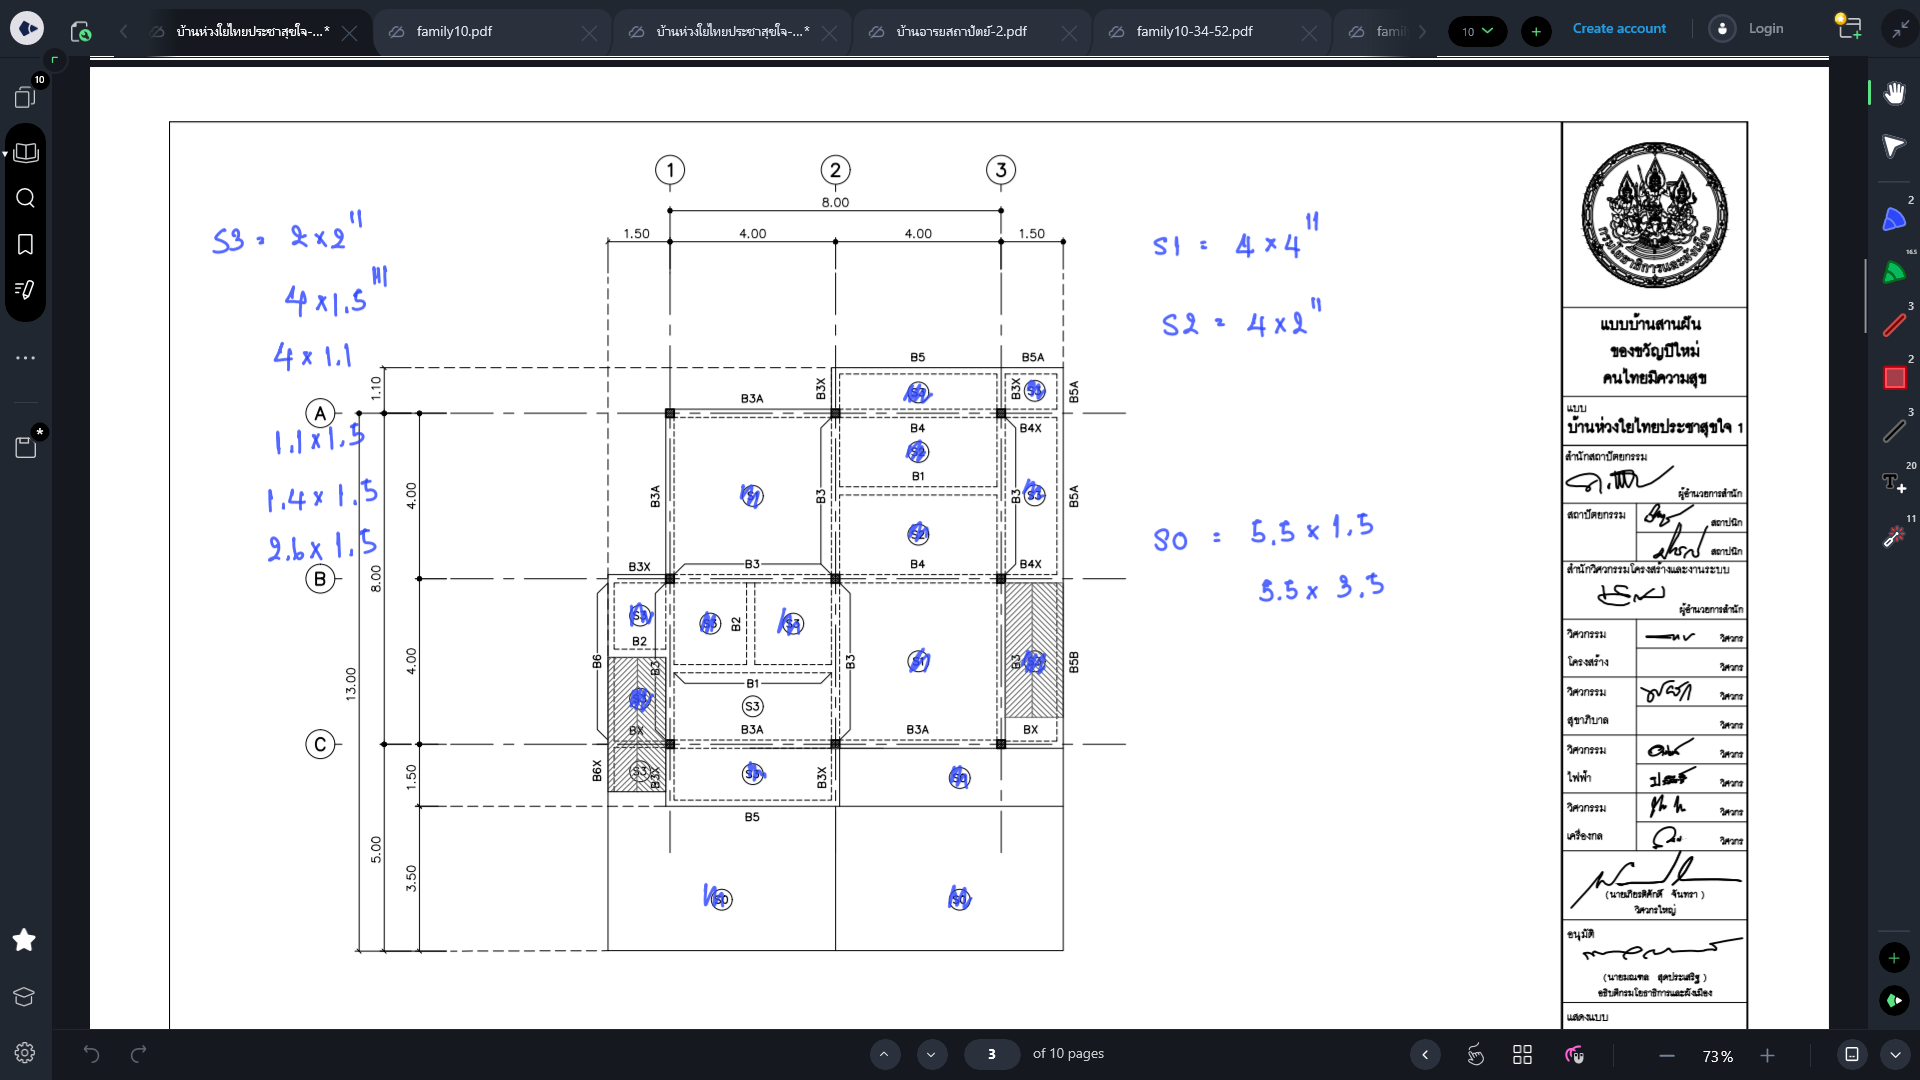 บ้านห่วงใยไทยประชาสุขใจ-...*
family10.pdf
บ้านห่วงใยไทยประชาสุขใจ-...*
บ้านอารยสถาปัตย์-2.pdf
family10-34-52.pdf
10
Create account
Login
10
1
2
3
8.00
1.50
4.00
4.00
1.50
S3 = 2 x 2"
4 x 1.5
4 x 1.1
1.1 x 1.5
1.4 x 1.5
2.6 x 1.5
S1 = 4 x 4"
S2 = 4 x 2"
S0 = 5.5 x 1.5
5.5 x 3.5
B5
B5A
1.10
B3X
B3X
B5A
A
B3A
B4
B4X
S2
B1
4.00
B3A
B3
B3
B5A
S2
B3X
B3
B4
B4X
B
8.00
S3
B2
S3
S3
B2
4.00
B6
B3
B3
S1
B3
B5B
13.00
B1
S3
BX
B3A
B3A
BX
C
1.50
B6X
S3
B3X
S3
B3X
S0
B5
5.00
3.50
S0
S0
กรมโยธาธิการและผังเมือง
แบบบ้านสานฝัน
ของขวัญปีใหม่
คนไทยมีความสุข
แบบ
บ้านห่วงใยไทยประชาสุขใจ 1
สำนักสถาปัตยกรรม
ผู้อำนวยการสำนัก
สถาปัตยกรรม
สถาปนิก
สถาปนิก
สำนักวิศวกรรมโครงสร้างและงานระบบ
ผู้อำนวยการสำนัก
วิศวกรรม
วิศวกร
โครงสร้าง
วิศวกร
วิศวกรรม
วิศวกร
สุขาภิบาล
วิศวกร
วิศวกรรม
วิศวกร
ไฟฟ้า
วิศวกร
วิศวกรรม
วิศวกร
เครื่องกล
วิศวกร
(นายเกียรติศักดิ์ จันทรา)
วิศวกรใหญ่
อนุมัติ
(นายมณฑล สุดประเสริฐ)
อธิบดีกรมโยธาธิการและผังเมือง
แสดงแบบ
3
of 10 pages
73%